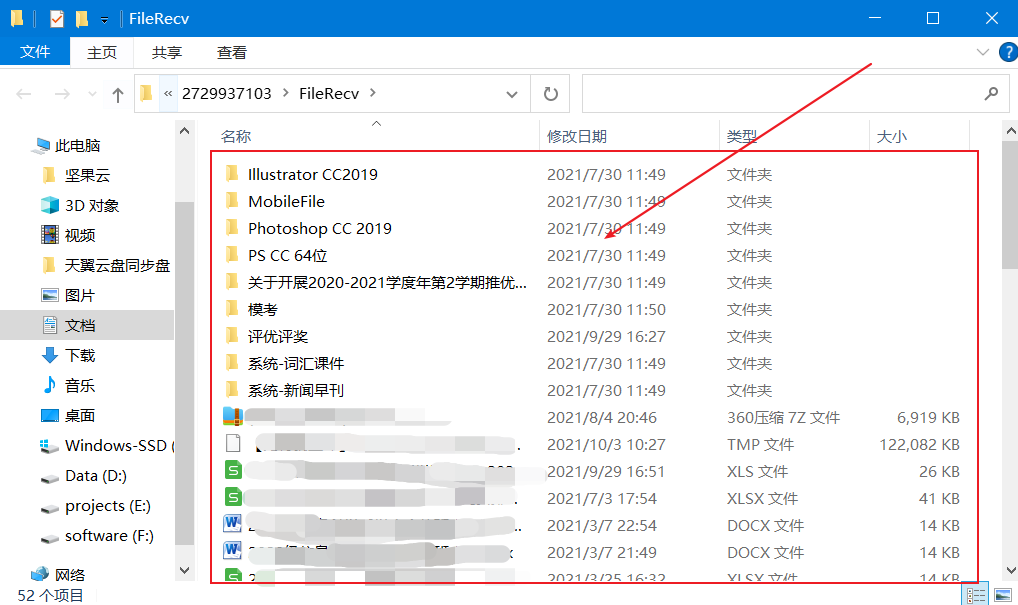 FileRecv
文件 主页 共享 查看
« 2729937103 › FileRecv ›
名称 修改日期 类型 大小
此电脑
坚果云
3D 对象
视频
天翼云盘同步盘
图片
文档
下载
音乐
桌面
Windows-SSD (
Data (D:)
projects (E:)
software (F:)
网络
Illustrator CC2019 2021/7/30 11:49 文件夹
MobileFile 2021/7/30 11:49 文件夹
Photoshop CC 2019 2021/7/30 11:49 文件夹
PS CC 64位 2021/7/30 11:49 文件夹
关于开展2020-2021学度年第2学期推优... 2021/7/30 11:49 文件夹
模考 2021/7/30 11:50 文件夹
评优评奖 2021/9/29 16:27 文件夹
系统-词汇课件 2021/7/30 11:49 文件夹
系统-新闻早刊 2021/7/30 11:49 文件夹
2021/8/4 20:46 360压缩 7Z 文件 6,919 KB
2021/10/3 10:27 TMP 文件 122,082 KB
2021/9/29 16:51 XLS 文件 26 KB
2021/7/3 17:54 XLSX 文件 41 KB
2021/3/7 22:54 DOCX 文件 14 KB
2021/3/7 21:49 DOCX 文件 14 KB
2021/3/25 16:32 XLSX 文件 14 KB
52 个项目